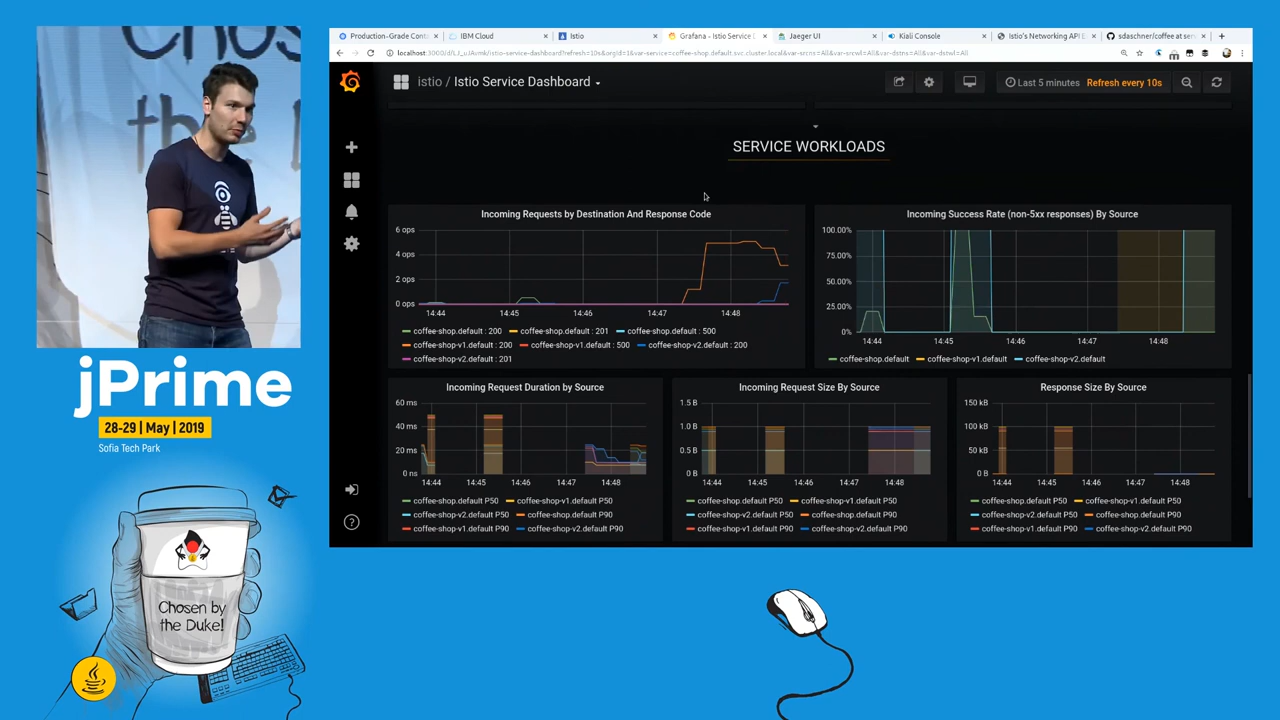 Chos
the
jPrime
28-29 | May | 2019
Sofia Tech Park
Chosen by
the Duke!
Production-Grade Cont
IBM Cloud
Istio
Grafana - Istio Service D
Jaeger UI
Kiali Console
Istio's Networking API E
sdaschner/coffee at ser
istio / Istio Service Dashboard
Last 5 minutes
Refresh every 10s
SERVICE WORKLOADS
Incoming Requests by Destination And Response Code
6 ops
4 ops
2 ops
0 ops
14:44 14:45 14:46 14:47 14:48
coffee-shop.default : 200 coffee-shop.default : 201 coffee-shop.default : 500
coffee-shop-v1.default : 200 coffee-shop-v1.default : 500 coffee-shop-v2.default : 200
coffee-shop-v2.default : 201
Incoming Success Rate (non-5xx responses) By Source
100.00%
75.00%
50.00%
25.00%
0%
14:44 14:45 14:46 14:47 14:48
coffee-shop.default coffee-shop-v1.default coffee-shop-v2.default
Incoming Request Duration by Source
60 ms
40 ms
20 ms
0 ns
14:44 14:45 14:46 14:47 14:48
coffee-shop.default P50 coffee-shop-v1.default P50
coffee-shop-v2.default P50 coffee-shop.default P90
coffee-shop-v1.default P90 coffee-shop-v2.default P90
Incoming Request Size By Source
1.5 B
1.0 B
0.5 B
0 B
14:44 14:45 14:46 14:47 14:48
coffee-shop.default P50 coffee-shop-v1.default P50
coffee-shop-v2.default P50 coffee-shop.default P90
coffee-shop-v1.default P90 coffee-shop-v2.default P90
Response Size By Source
150 kB
100 kB
50 kB
0 B
14:44 14:45 14:46 14:47 14:48
coffee-shop.default P50 coffee-shop-v1.default P50
coffee-shop-v2.default P50 coffee-shop.default P90
coffee-shop-v1.default P90 coffee-shop-v2.default P90